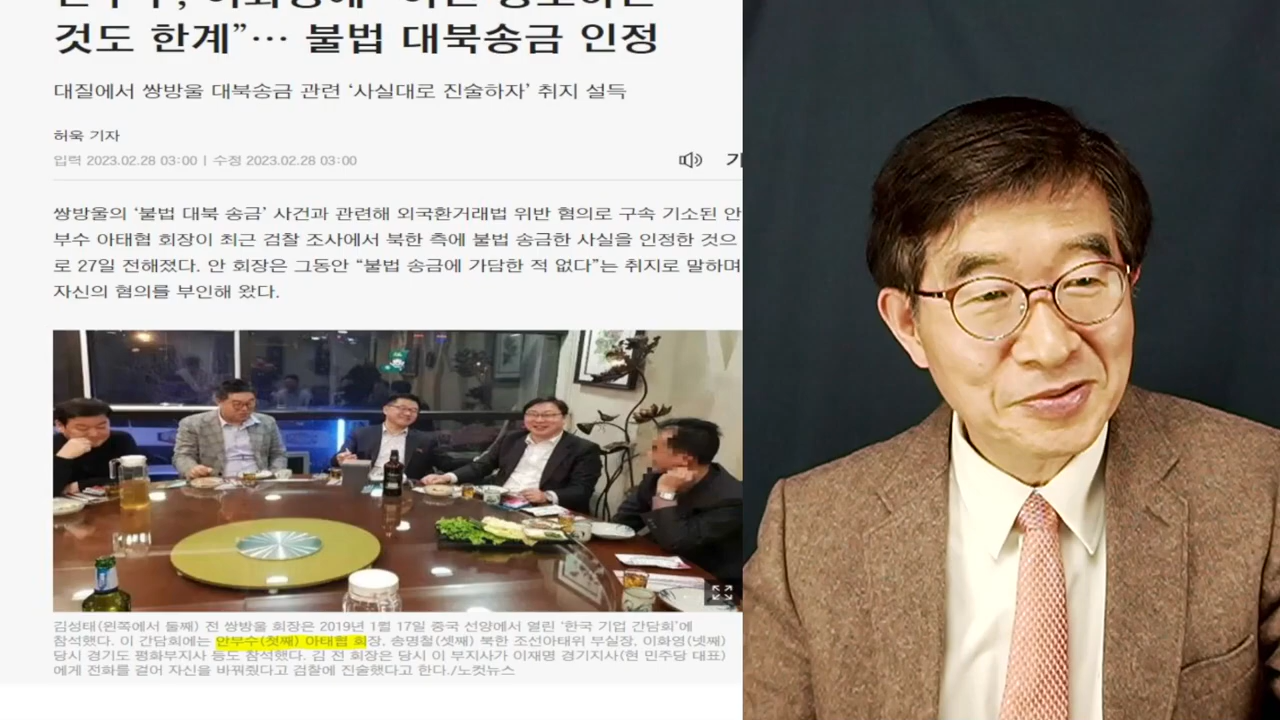 것도 한계”… 불법 대북송금 인정
대질에서 쌍방울 대북송금 관련 ‘사실대로 진술하자’ 취지 설득
허욱 기자
입력 2023.02.28 03:00 | 수정 2023.02.28 03:00
쌍방울의 ‘불법 대북 송금’ 사건과 관련해 외국환거래법 위반 혐의로 구속 기소된 안
부수 아태협 회장이 최근 검찰 조사에서 북한 측에 불법 송금한 사실을 인정한 것으
로 27일 전해졌다. 안 회장은 그동안 “불법 송금에 가담한 적 없다”는 취지로 말하며
자신의 혐의를 부인해 왔다.
김성태(왼쪽에서 둘째) 전 쌍방울 회장은 2019년 1월 17일 중국 선양에서 열린 ‘한국 기업 간담회’에
참석했다. 이 간담회에는 안부수(첫째) 아태협 회장, 송명철(셋째) 북한 조선아태위 부실장, 이화영(넷째)
당시 경기도 평화부지사 등도 참석했다. 김 전 회장은 당시 이 부지사가 이재명 경기지사(현 민주당 대표)
에게 전화를 걸어 자신을 바꿔줬다고 검찰에 진술했다고 한다./노컷뉴스